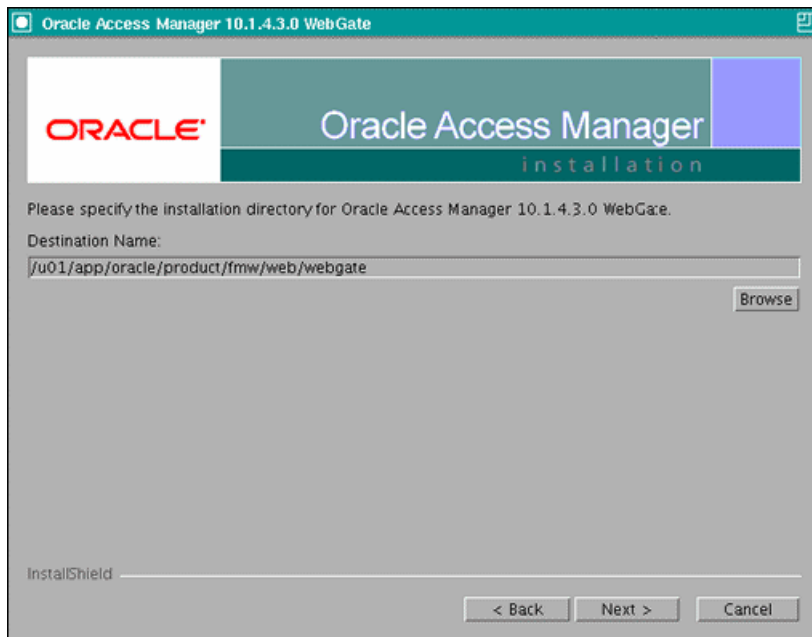 Oracle Access Manager 10.1.4.3.0 WebGate
ORACLE®
Oracle Access Manager
installation
Please specify the installation directory for Oracle Access Manager 10.1.4.3.0 WebGate.
Destination Name:
/u01/app/oracle/product/fmw/web/webgate
Browse
InstallShield
< Back Next > Cancel